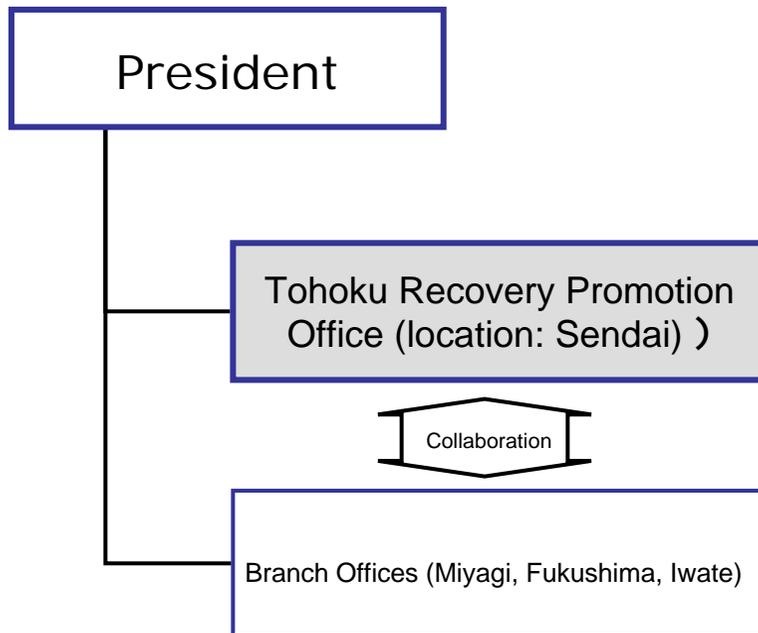 President
Tohoku Recovery Promotion
Office (location: Sendai) ）
Collaboration
Branch Offices (Miyagi, Fukushima, Iwate)